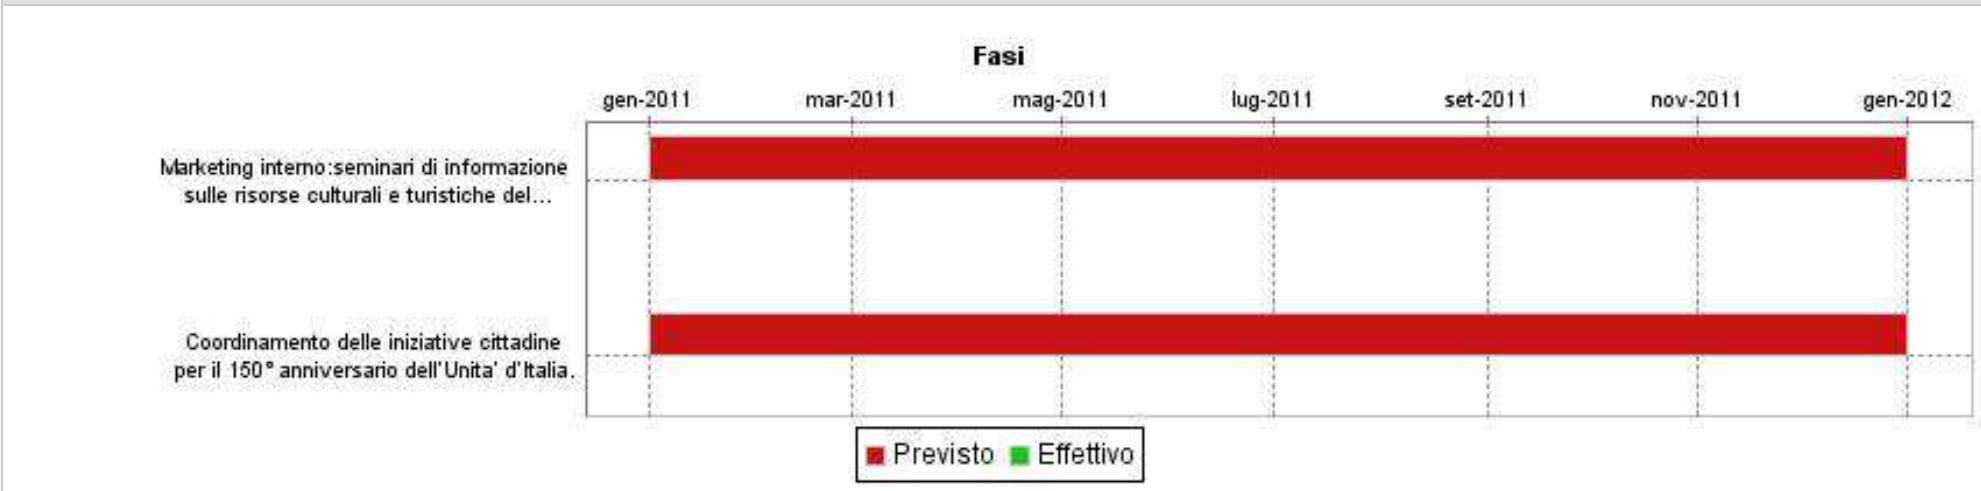 Fasi
gen-2011 mar-2011 mag-2011 lug-2011 set-2011 nov-2011 gen-2012
Marketing interno:seminari di informazione
sulle risorse culturali e turistiche del...
Coordinamento delle iniziative cittadine
per il 150° anniversario dell'Unita' d'Italia.
Previsto Effettivo